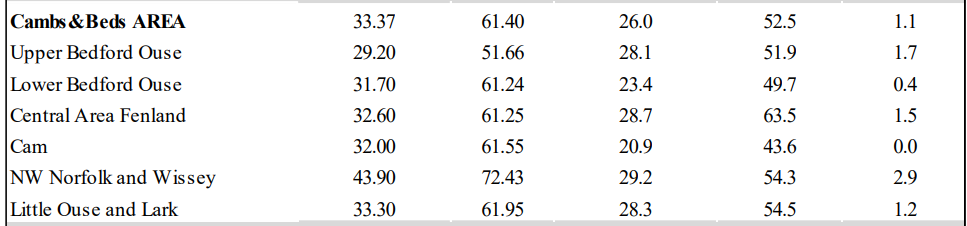 Cambs&Beds AREA 33.37 61.40 26.0 52.5 1.1
Upper Bedford Ouse 29.20 51.66 28.1 51.9 1.7
Lower Bedford Ouse 31.70 61.24 23.4 49.7 0.4
Central Area Fenland 32.60 61.25 28.7 63.5 1.5
Cam 32.00 61.55 20.9 43.6 0.0
NW Norfolk and Wissey 43.90 72.43 29.2 54.3 2.9
Little Ouse and Lark 33.30 61.95 28.3 54.5 1.2